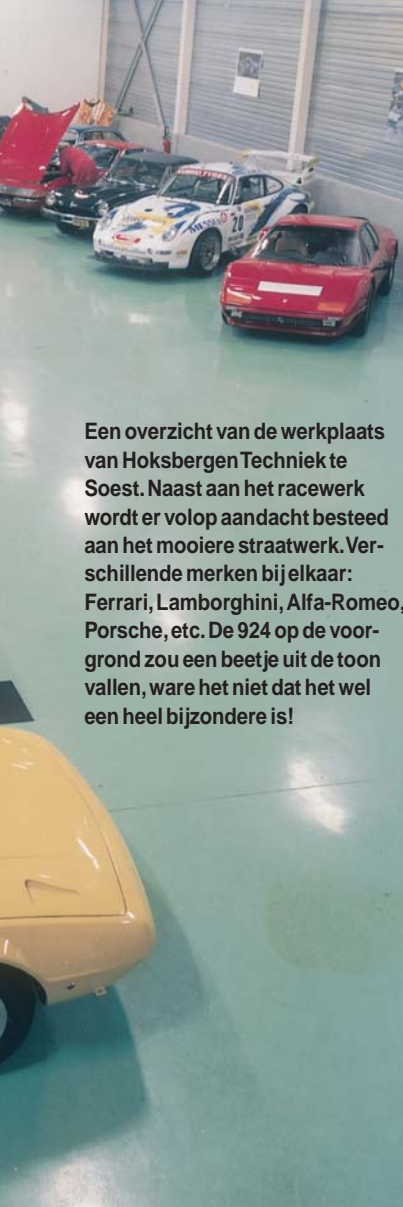 KUMHO TYRES
20
Een overzicht van de werkplaats
van Hoksbergen Techniek te
Soest. Naast aan het racewerk
wordt er volop aandacht besteed
aan het mooiere straatwerk. Ver-
schillende merken bij elkaar:
Ferrari, Lamborghini, Alfa-Romeo,
Porsche, etc. De 924 op de voor-
grond zou een beetje uit de toon
vallen, ware het niet dat het wel
een heel bijzondere is!